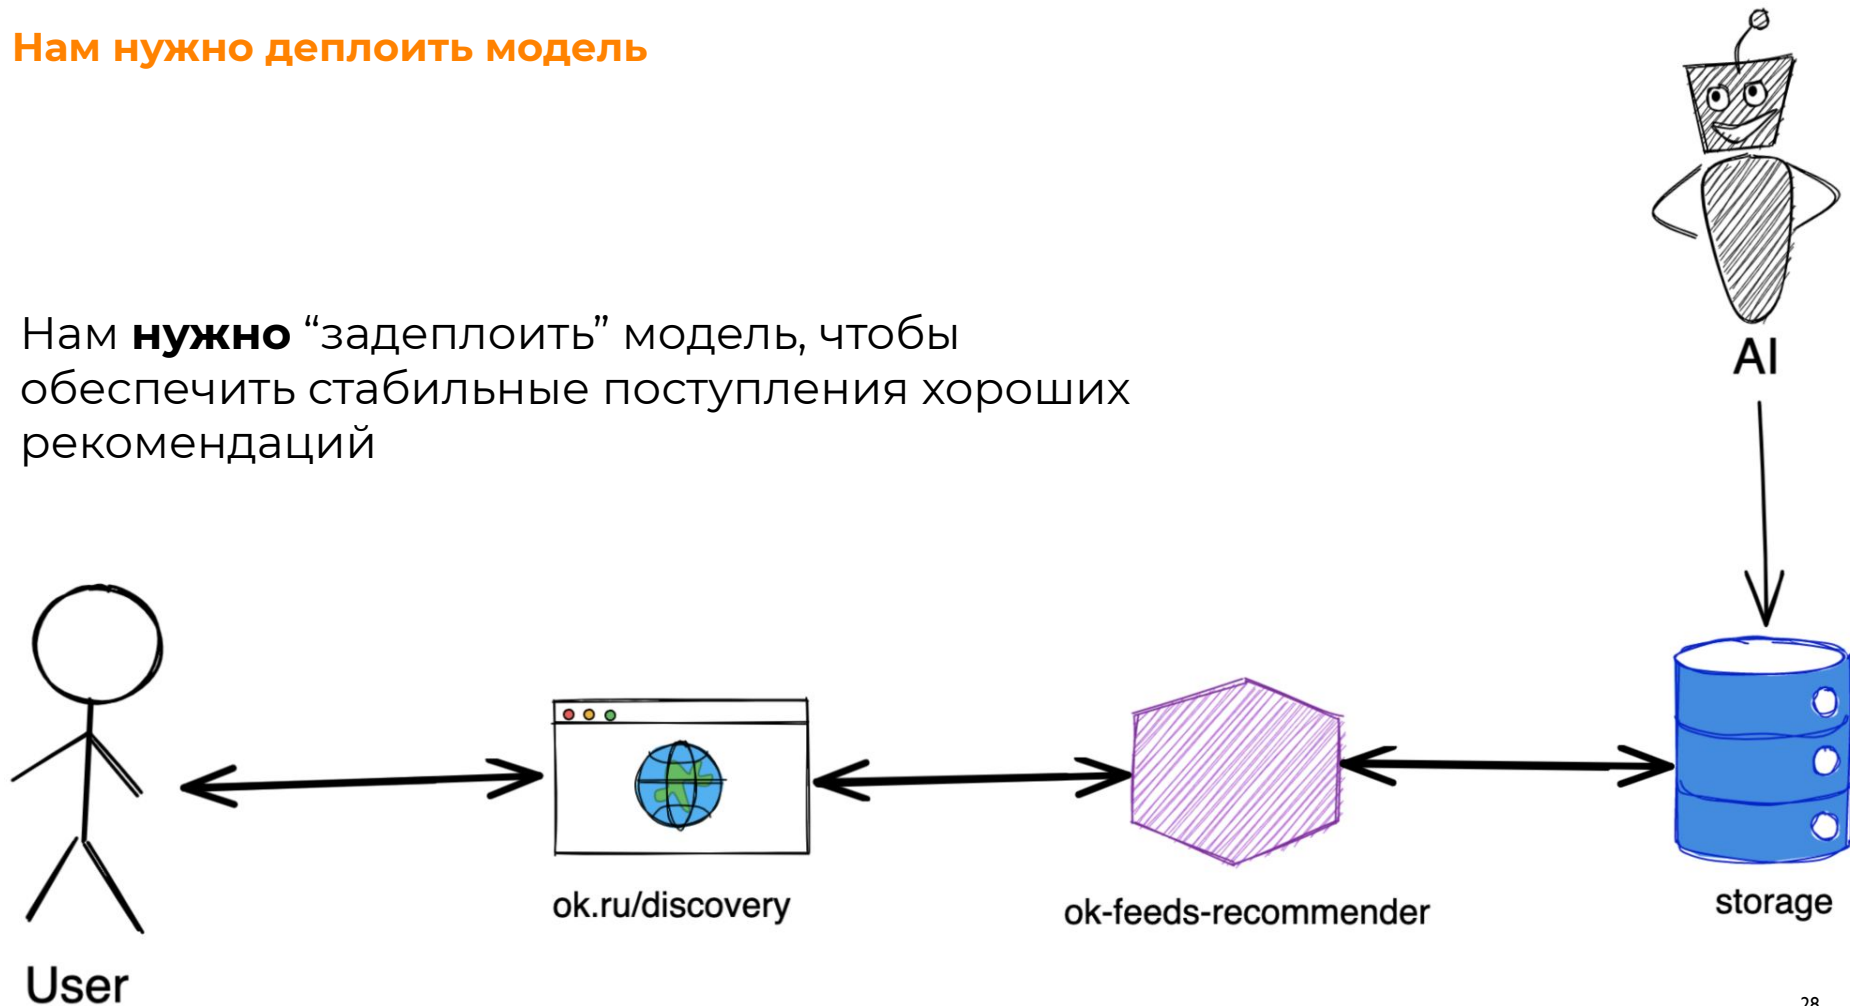 Нам нужно деплоить модель
Нам нужно “задеплоить” модель, чтобы
обеспечить стабильные поступления хороших
рекомендаций
AI
ok.ru/discovery
ok-feeds-recommender
storage
User
28